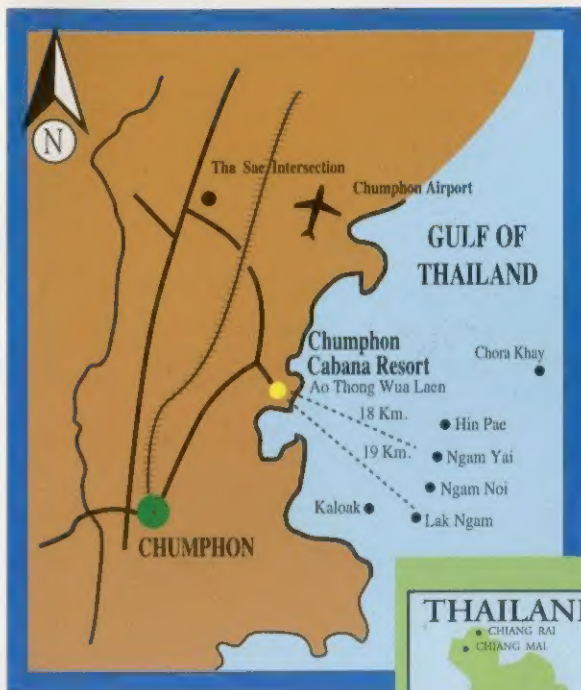 N
Tha Sae Intersection
Chumphon Airport
GULF OF
THAILAND
Chumphon
Cabana Resort
Ao Thong Wua Laen
Chora Khay
18 Km.
Hin Pae
19 Km.
Ngam Yai
Ngam Noi
Kaloak
Lak Ngam
CHUMPHON
THAILAN
CHIANG RAI
CHIANG MAI